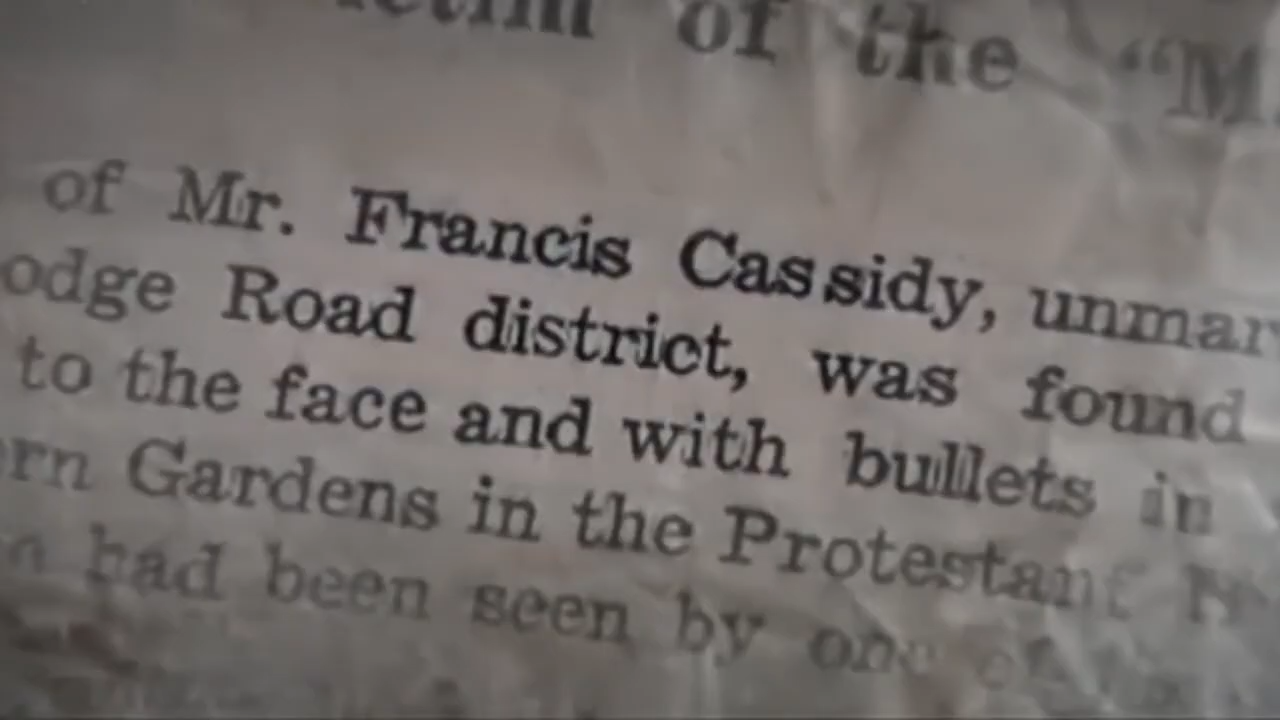 of the "M
of Mr. Francis Cassidy, unmar
odge Road district, was found
to the face and with bullets in
rn Gardens in the Protestant
had been seen by one of